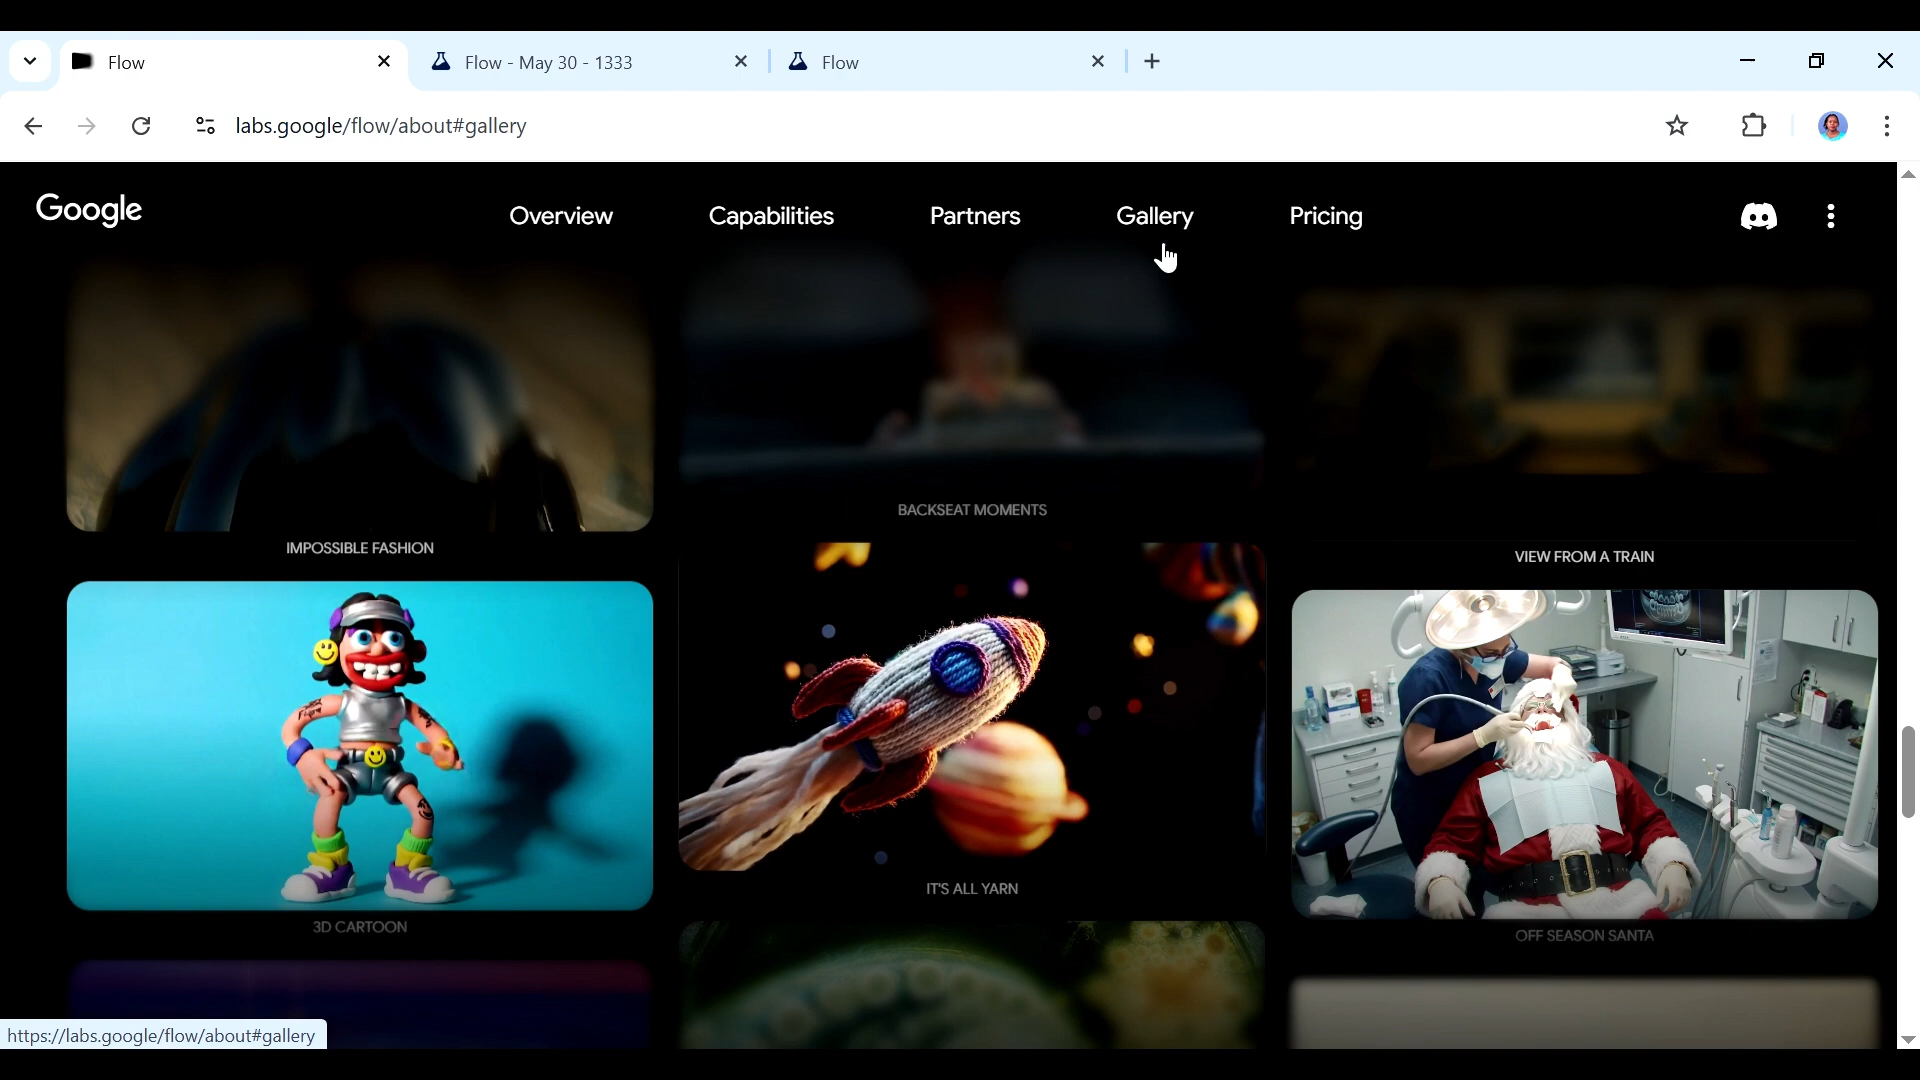 Flow
Flow - May 30 - 1333
Flow
labs.google/flow/about#gallery
Google
Overview
Capabilities
Partners
Gallery
Pricing
BACKSEAT MOMENTS
IMPOSSIBLE FASHION
VIEW FROM A TRAIN
IT'S ALL YARN
3D CARTOON
OFF SEASON SANTA
https://labs.google/flow/about#gallery